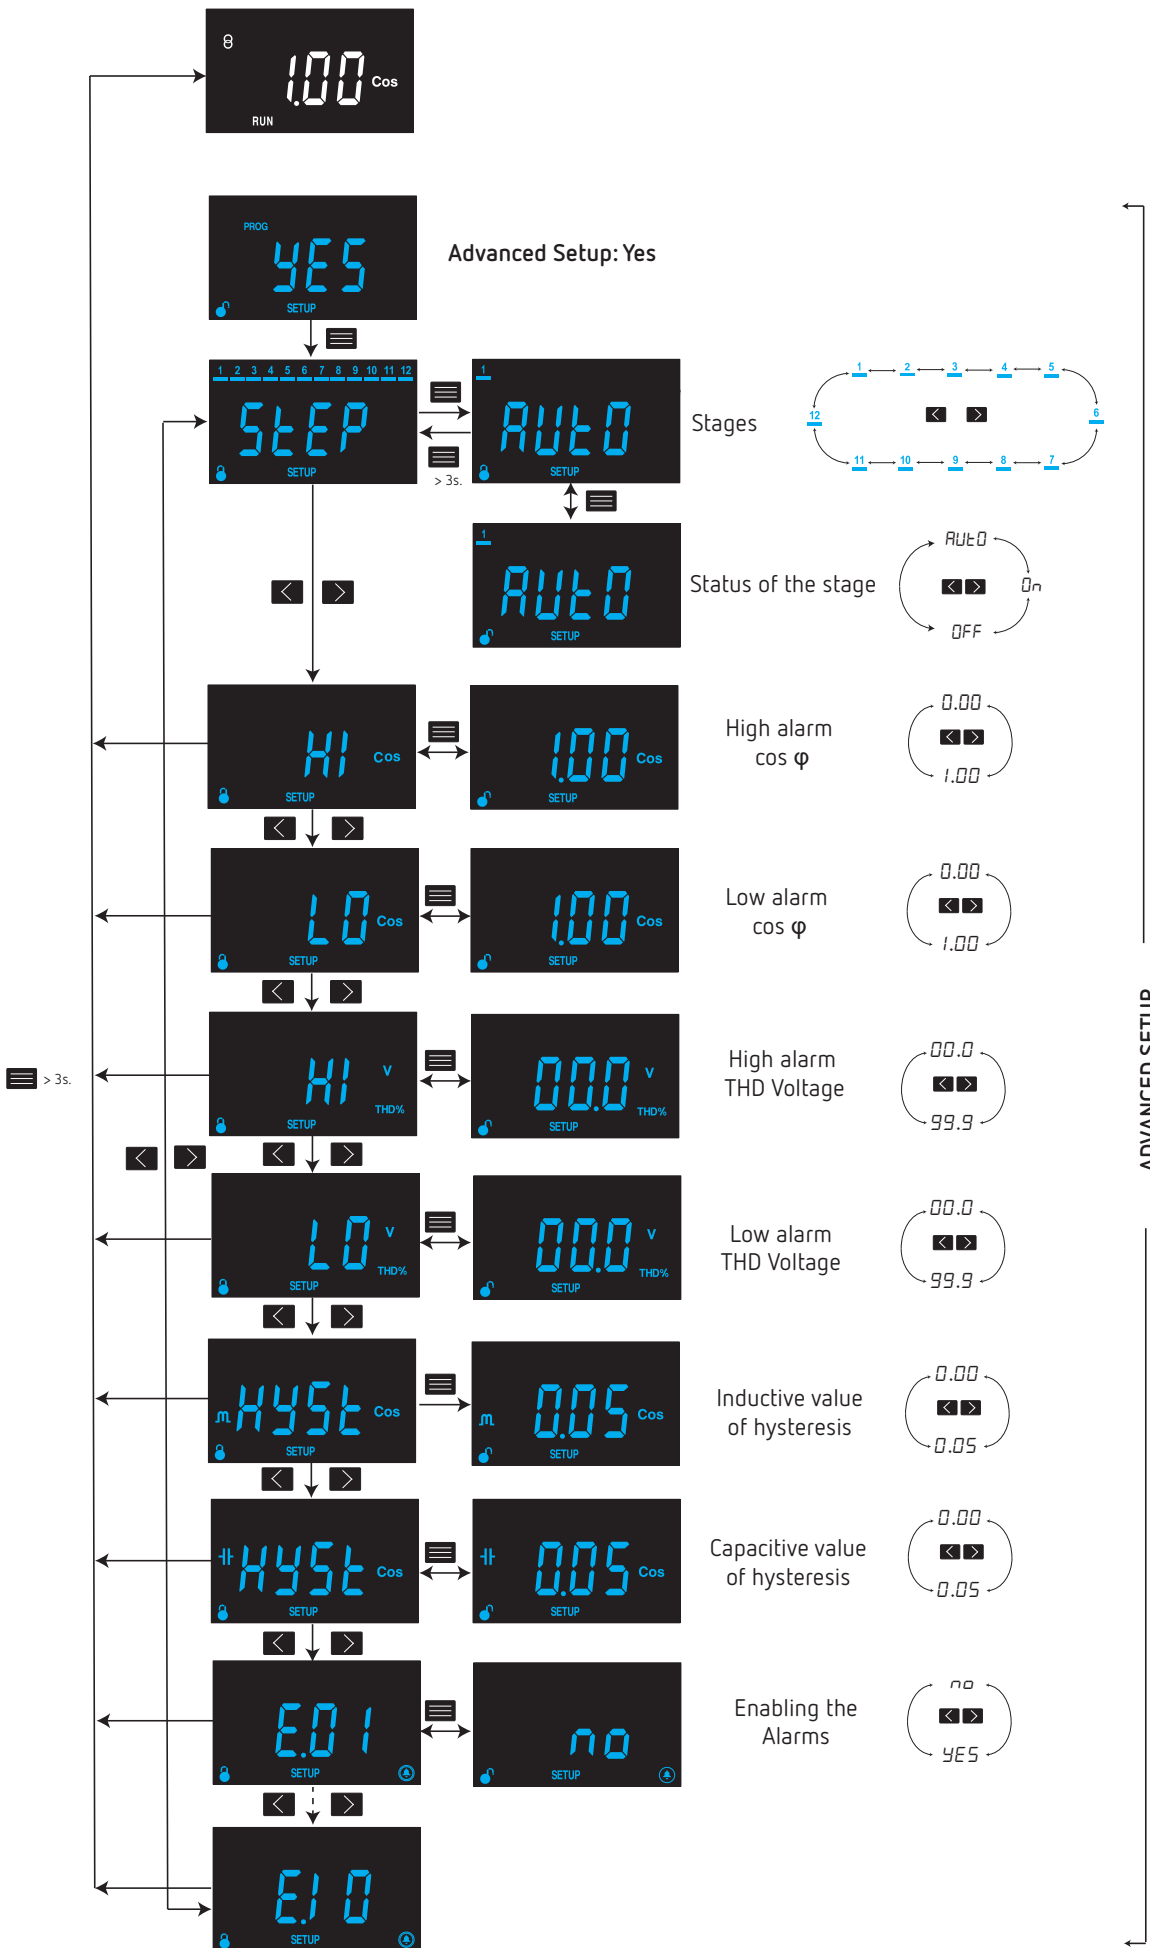 1.00 Cos
RUN
PROG
YES
SETUP
Advanced Setup: Yes
1 2 3 4 5 6 7 8 9 10 11 12
StEP
SETUP
> 3s.
1
AUtO
SETUP
Stages
1 2 3 4 5
12 6
11 10 9 8 7
1
AUtO
SETUP
Status of the stage
AUtO
On
OFF
HI Cos
SETUP
1.00 Cos
SETUP
High alarm
cos φ
0.00
1.00
LO Cos
SETUP
1.00 Cos
SETUP
Low alarm
cos φ
0.00
1.00
ADVANCED SETUP
> 3s.
HI V
THD%
SETUP
00.0 V
THD%
SETUP
High alarm
THD Voltage
00.0
99.9
LO V
THD%
SETUP
00.0 V
THD%
SETUP
Low alarm
THD Voltage
00.0
99.9
HYSt Cos
SETUP
0.05 Cos
SETUP
Inductive value
of hysteresis
0.00
0.05
HYSt Cos
SETUP
0.05 Cos
SETUP
Capacitive value
of hysteresis
0.00
0.05
E.01
SETUP
no
SETUP
Enabling the
Alarms
no
YES
E.10
SETUP